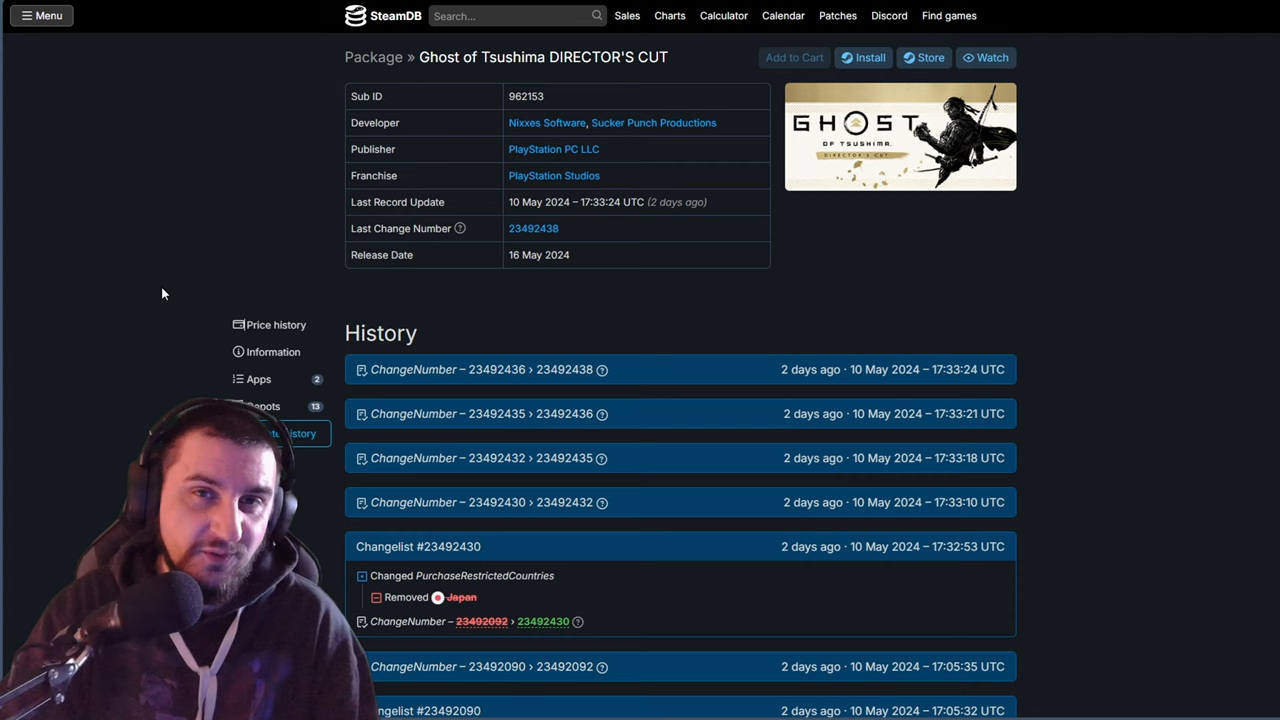 Menu
SteamDB
Search...
Sales
Charts
Calculator
Calendar
Patches
Discord
Find games
Package » Ghost of Tsushima DIRECTOR'S CUT
Add to Cart
Install
Store
Watch
Sub ID 962153
Developer Nixxes Software, Sucker Punch Productions
Publisher PlayStation PC LLC
Franchise PlayStation Studios
Last Record Update 10 May 2024 – 17:33:24 UTC (2 days ago)
Last Change Number ? 23492438
Release Date 16 May 2024
GHOST
OF TSUSHIMA
DIRECTOR'S CUT
Price history
Information
Apps 2
Depots 13
history
History
ChangeNumber – 23492436 › 23492438 ? 2 days ago · 10 May 2024 – 17:33:24 UTC
ChangeNumber – 23492435 › 23492436 ? 2 days ago · 10 May 2024 – 17:33:21 UTC
ChangeNumber – 23492432 › 23492435 ? 2 days ago · 10 May 2024 – 17:33:18 UTC
ChangeNumber – 23492430 › 23492432 ? 2 days ago · 10 May 2024 – 17:33:10 UTC
Changelist #23492430 2 days ago · 10 May 2024 – 17:32:53 UTC
Changed PurchaseRestrictedCountries
Removed Japan
ChangeNumber – 23492092 › 23492430 ?
ChangeNumber – 23492090 › 23492092 ? 2 days ago · 10 May 2024 – 17:05:35 UTC
Changelist #23492090 2 days ago · 10 May 2024 – 17:05:32 UTC